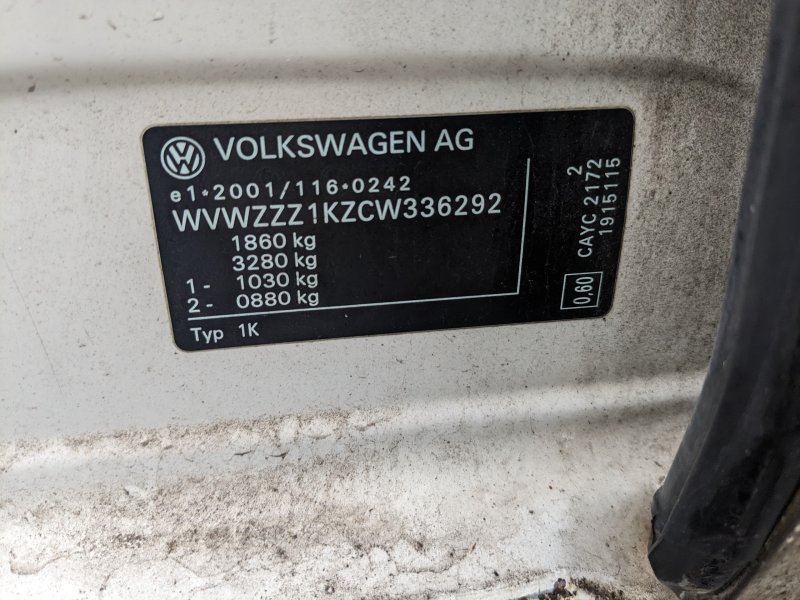 VOLKSWAGEN AG
e1*2001/116*0242
WVWZZZ1KZCW336292
1860 kg
3280 kg
1- 1030 kg
2- 0880 kg
Typ 1K
0,60
CAYC 2172
2
1915115